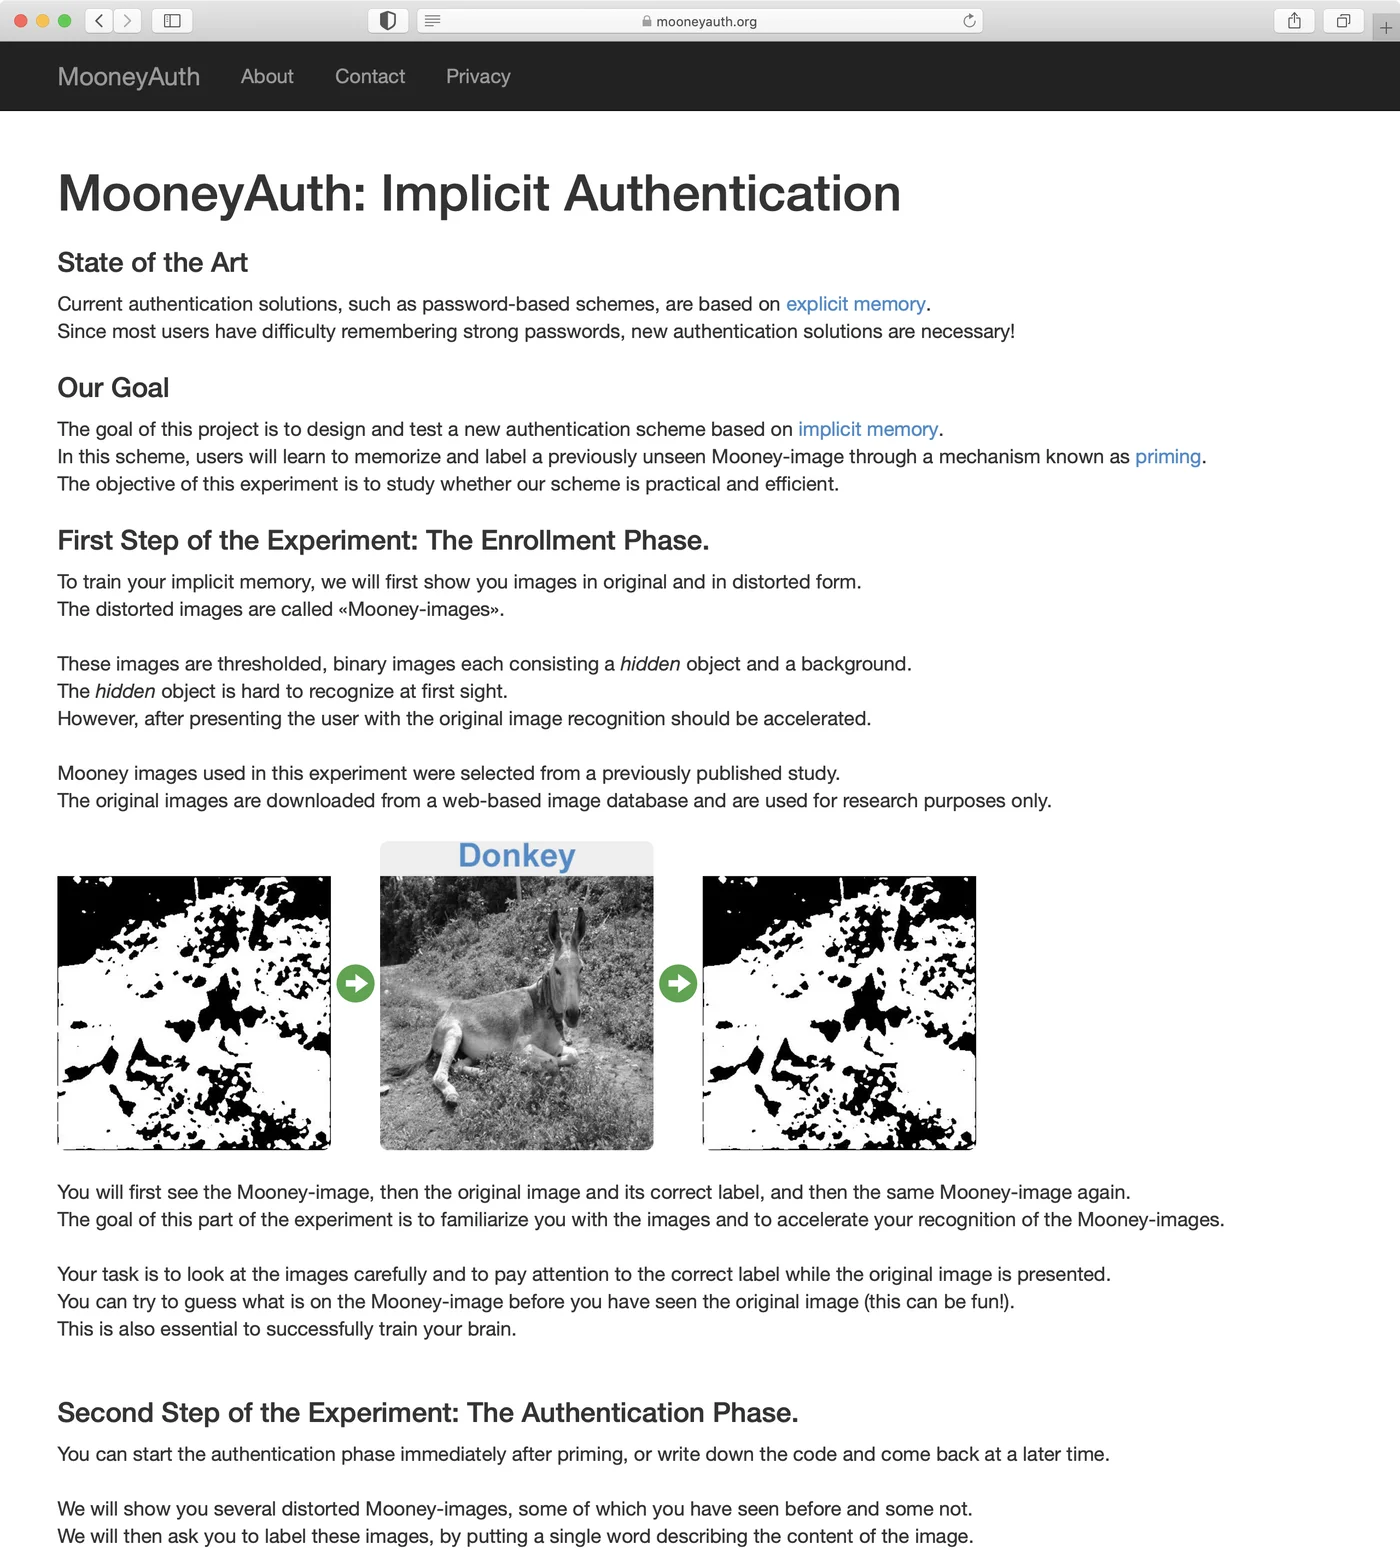 mooneyauth.org
MooneyAuth About Contact Privacy
MooneyAuth: Implicit Authentication
State of the Art
Current authentication solutions, such as password-based schemes, are based on explicit memory.
Since most users have difficulty remembering strong passwords, new authentication solutions are necessary!
Our Goal
The goal of this project is to design and test a new authentication scheme based on implicit memory.
In this scheme, users will learn to memorize and label a previously unseen Mooney-image through a mechanism known as priming.
The objective of this experiment is to study whether our scheme is practical and efficient.
First Step of the Experiment: The Enrollment Phase.
To train your implicit memory, we will first show you images in original and in distorted form.
The distorted images are called «Mooney-images».
These images are thresholded, binary images each consisting a hidden object and a background.
The hidden object is hard to recognize at first sight.
However, after presenting the user with the original image recognition should be accelerated.
Mooney images used in this experiment were selected from a previously published study.
The original images are downloaded from a web-based image database and are used for research purposes only.
Donkey
You will first see the Mooney-image, then the original image and its correct label, and then the same Mooney-image again.
The goal of this part of the experiment is to familiarize you with the images and to accelerate your recognition of the Mooney-images.
Your task is to look at the images carefully and to pay attention to the correct label while the original image is presented.
You can try to guess what is on the Mooney-image before you have seen the original image (this can be fun!).
This is also essential to successfully train your brain.
Second Step of the Experiment: The Authentication Phase.
You can start the authentication phase immediately after priming, or write down the code and come back at a later time.
We will show you several distorted Mooney-images, some of which you have seen before and some not.
We will then ask you to label these images, by putting a single word describing the content of the image.